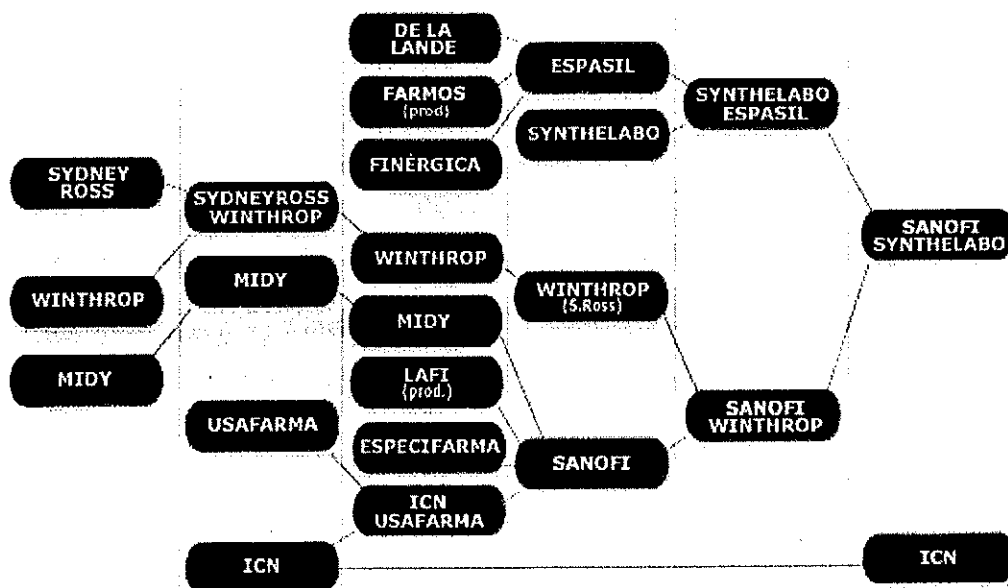 SYDNEY
ROSS
WINTHROP
MIDY
SYDNEYROSS
WINTHROP
MIDY
USAFARMA
ICN
DE LA
LANDE
FARMOS
(prod)
FINÉRGICA
WINTHROP
MIDY
LAFI
(prod.)
ESPECIFARMA
ICN
USAFARMA
ESPASIL
SYNTHELABO
WINTHROP
(S.Ross)
SANOFI
SYNTHELABO
ESPASIL
SANOFI
WINTHROP
SANOFI
SYNTHELABO
ICN